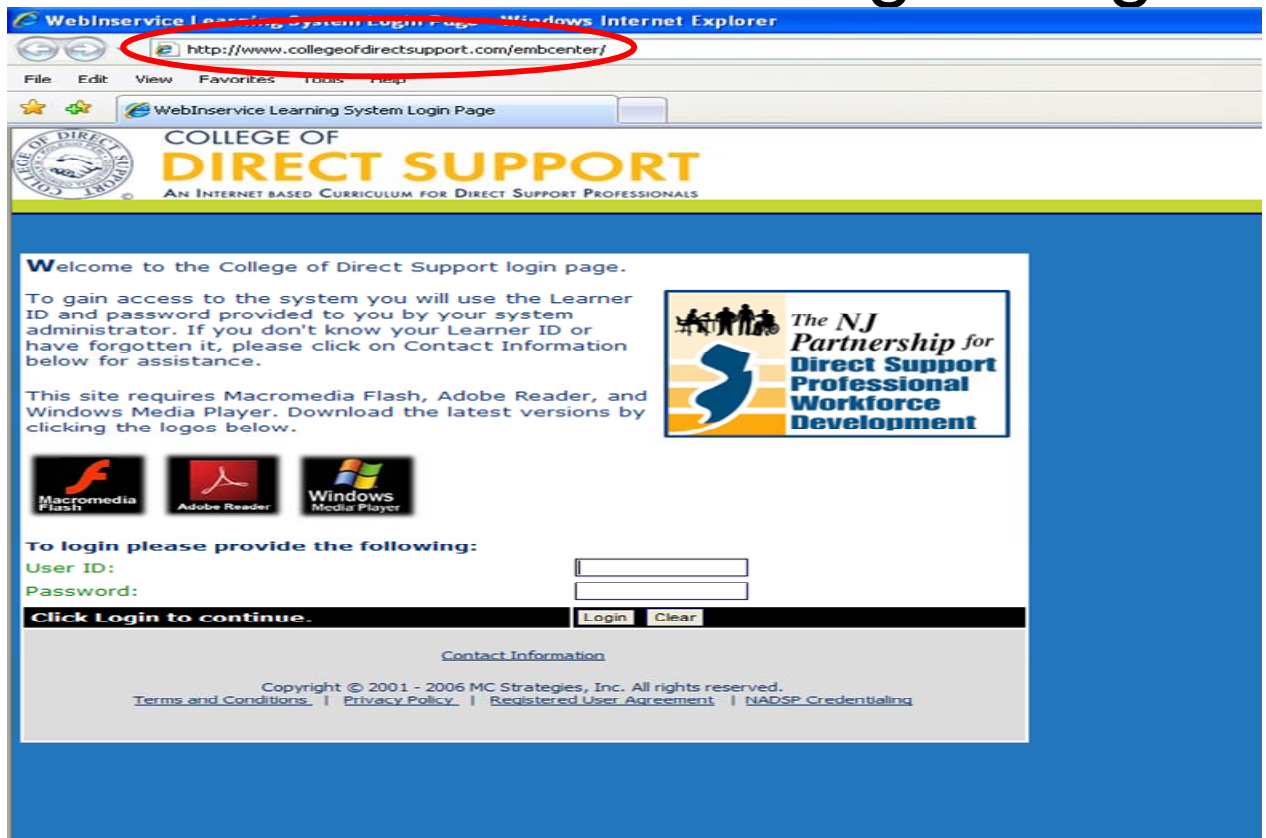 WebInservice Learning System Login Page - Windows Internet Explorer
http://www.collegeofdirectsupport.com/embcenter/
File Edit View Favorites Tools Help
WebInservice Learning System Login Page
COLLEGE OF DIRECT SUPPORT
COLLEGE OF
DIRECT SUPPORT
©
AN INTERNET BASED CURRICULUM FOR DIRECT SUPPORT PROFESSIONALS
Welcome to the College of Direct Support login page.
To gain access to the system you will use the Learner
ID and password provided to you by your system
administrator. If you don't know your Learner ID or
have forgotten it, please click on Contact Information
below for assistance.
This site requires Macromedia Flash, Adobe Reader, and
Windows Media Player. Download the latest versions by
clicking the logos below.
The NJ
Partnership for
Direct Support
Professional
Workforce
Development
Macromedia
Flash
Adobe Reader
Windows
Media Player
To login please provide the following:
User ID:
Password:
Click Login to continue. Login Clear
Contact Information
Copyright © 2001 - 2006 MC Strategies, Inc. All rights reserved.
Terms and Conditions | Privacy Policy | Registered User Agreement | NADSP Credentialing